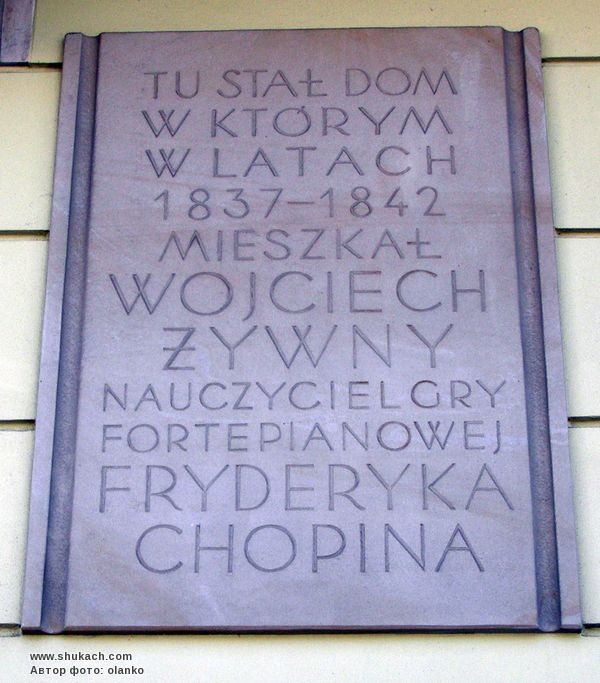 TU STAŁ DOM
W KTÓRYM
W LATACH
1837–1842
MIESZKAŁ
WOJCIECH
ŻYWNY
NAUCZYCIEL GRY
FORTEPIANOWEJ
FRYDERYKA
CHOPINA
www.shukach.com
Автор фото: olanko